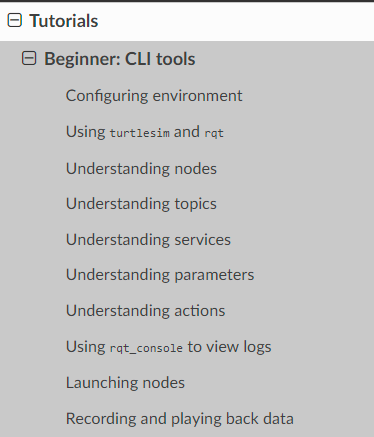 Tutorials
Beginner: CLI tools
Configuring environment
Using turtlesim and rqt
Understanding nodes
Understanding topics
Understanding services
Understanding parameters
Understanding actions
Using rqt_console to view logs
Launching nodes
Recording and playing back data